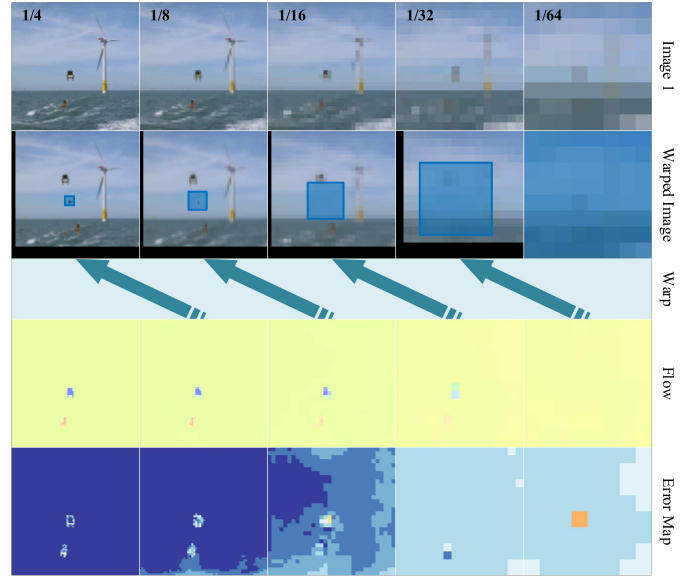 1/4
1/8
1/16
1/32
1/64
Image 1
Warped Image
Warp
Flow
Error Map